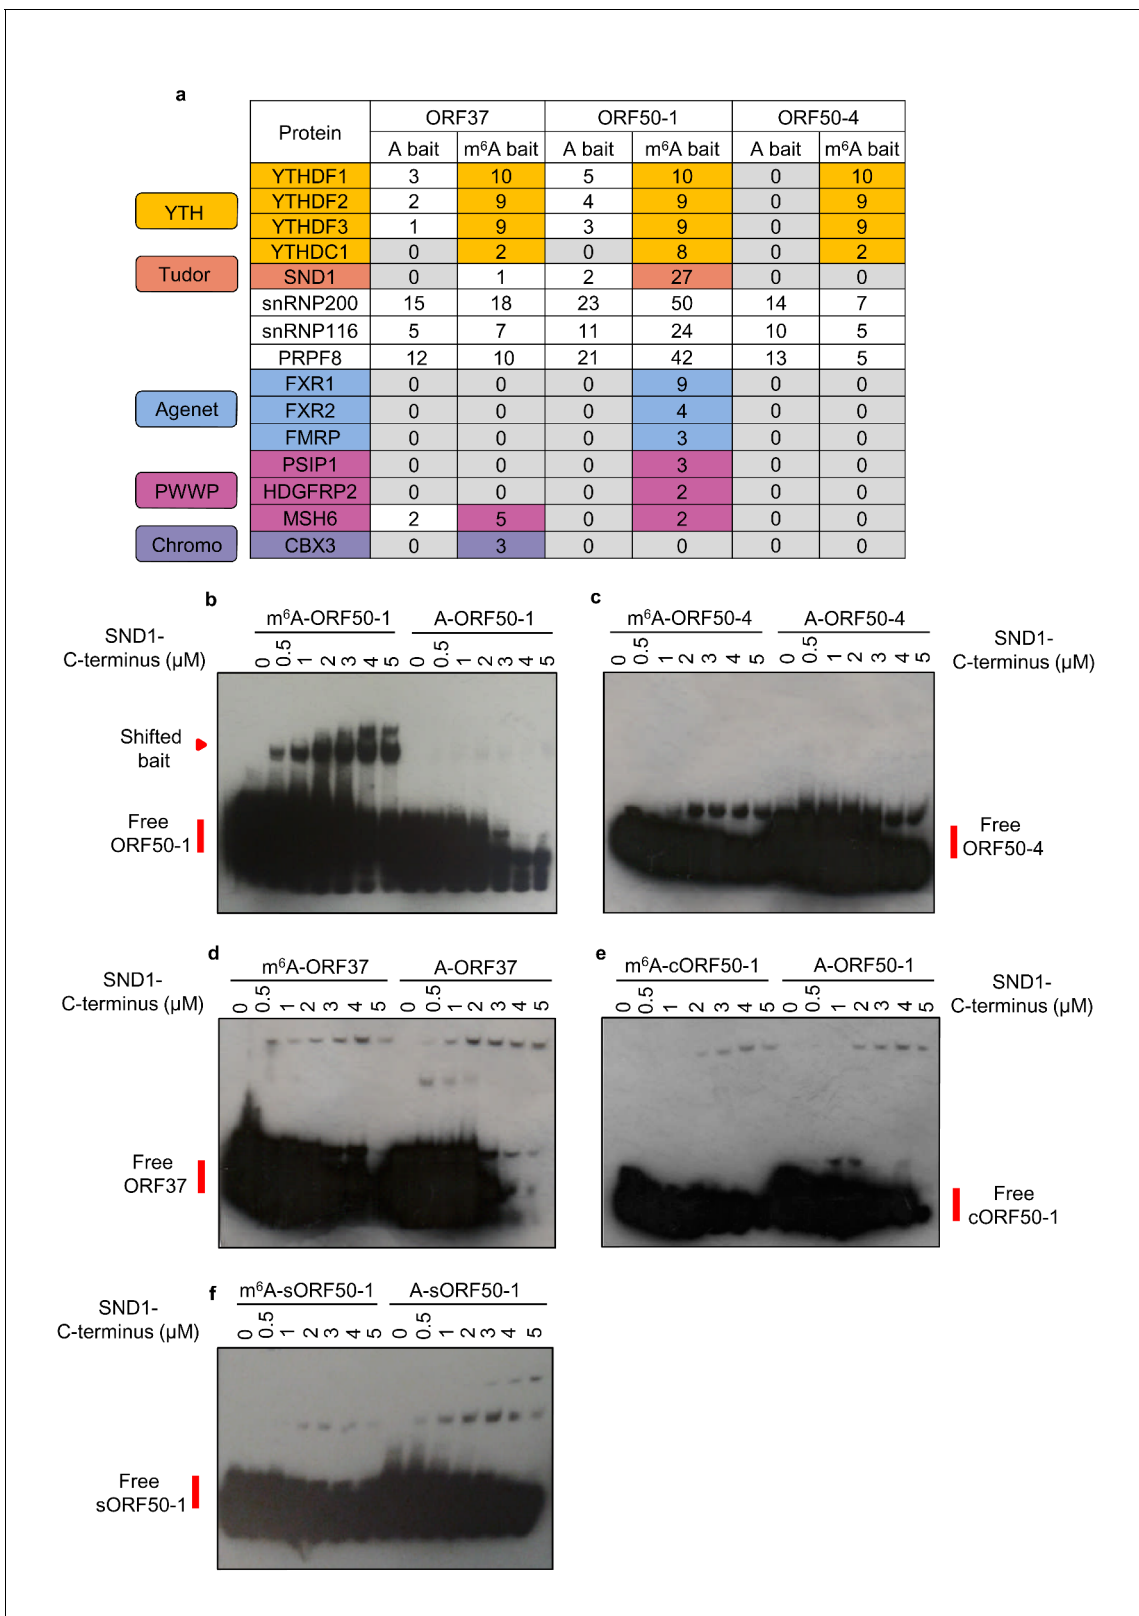 a
Protein ORF37 ORF50-1 ORF50-4
A bait m⁶A bait A bait m⁶A bait A bait m⁶A bait
YTHDF1 3 10 5 10 0 10
YTH YTHDF2 2 9 4 9 0 9
YTHDF3 1 9 3 9 0 9
YTHDC1 0 2 0 8 0 2
Tudor SND1 0 1 2 27 0 0
snRNP200 15 18 23 50 14 7
snRNP116 5 7 11 24 10 5
PRPF8 12 10 21 42 13 5
FXR1 0 0 0 9 0 0
Agenet FXR2 0 0 0 4 0 0
FMRP 0 0 0 3 0 0
PSIP1 0 0 0 3 0 0
PWWP HDGFRP2 0 0 0 2 0 0
MSH6 2 5 0 2 0 0
Chromo CBX3 0 3 0 0 0 0
b
m⁶A-ORF50-1 A-ORF50-1
SND1-
C-terminus (µM)
0 0.5 1 2 3 4 5 0 0.5 1 2 3 4 5
Shifted
bait
Free
ORF50-1
c
m⁶A-ORF50-4 A-ORF50-4
0 0.5 1 2 3 4 5 0 0.5 1 2 3 4 5
SND1-
C-terminus (µM)
Free
ORF50-4
d
m⁶A-ORF37 A-ORF37
SND1-
C-terminus (µM)
0 0.5 1 2 3 4 5 0 0.5 1 2 3 4 5
Free
ORF37
e
m⁶A-cORF50-1 A-ORF50-1
0 0.5 1 2 3 4 5 0 0.5 1 2 3 4 5
SND1-
C-terminus (µM)
Free
cORF50-1
f
m⁶A-sORF50-1 A-sORF50-1
SND1-
C-terminus (µM)
0 0.5 1 2 3 4 5 0 0.5 1 2 3 4 5
Free
sORF50-1